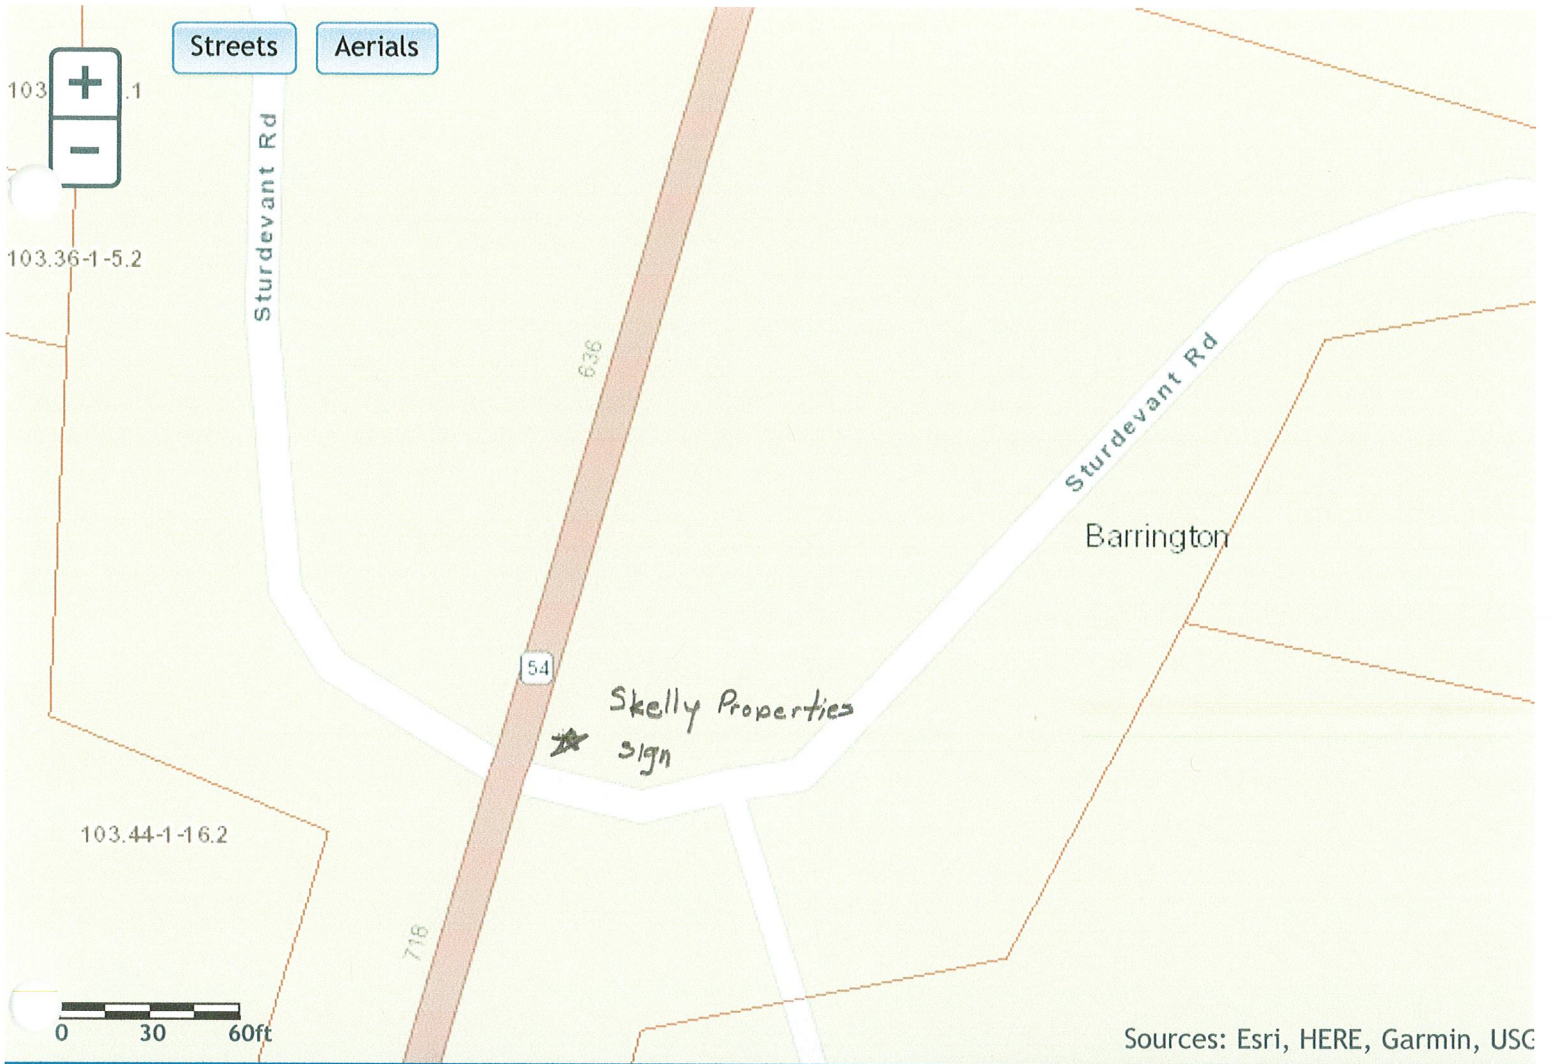 Streets
Aerials
+
103
.1
−
Sturdevant Rd
103.36-1-5.2
636
Sturdevant Rd
Barrington
54
Skelly Properties
sign
103.44-1-16.2
718
0 30 60ft
Sources: Esri, HERE, Garmin, USG